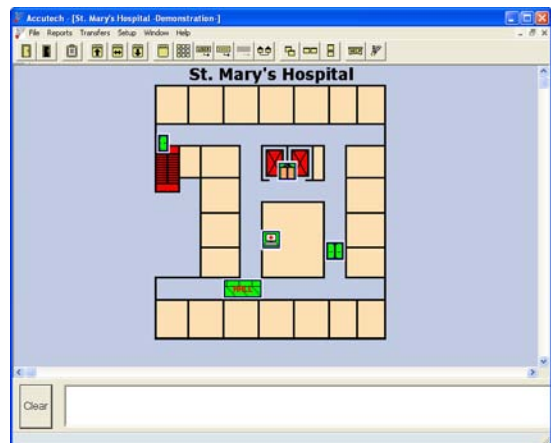 Accutech - [St. Mary's Hospital -Demonstration-]
File Reports Transfers Setup Window Help
St. Mary's Hospital
Clear